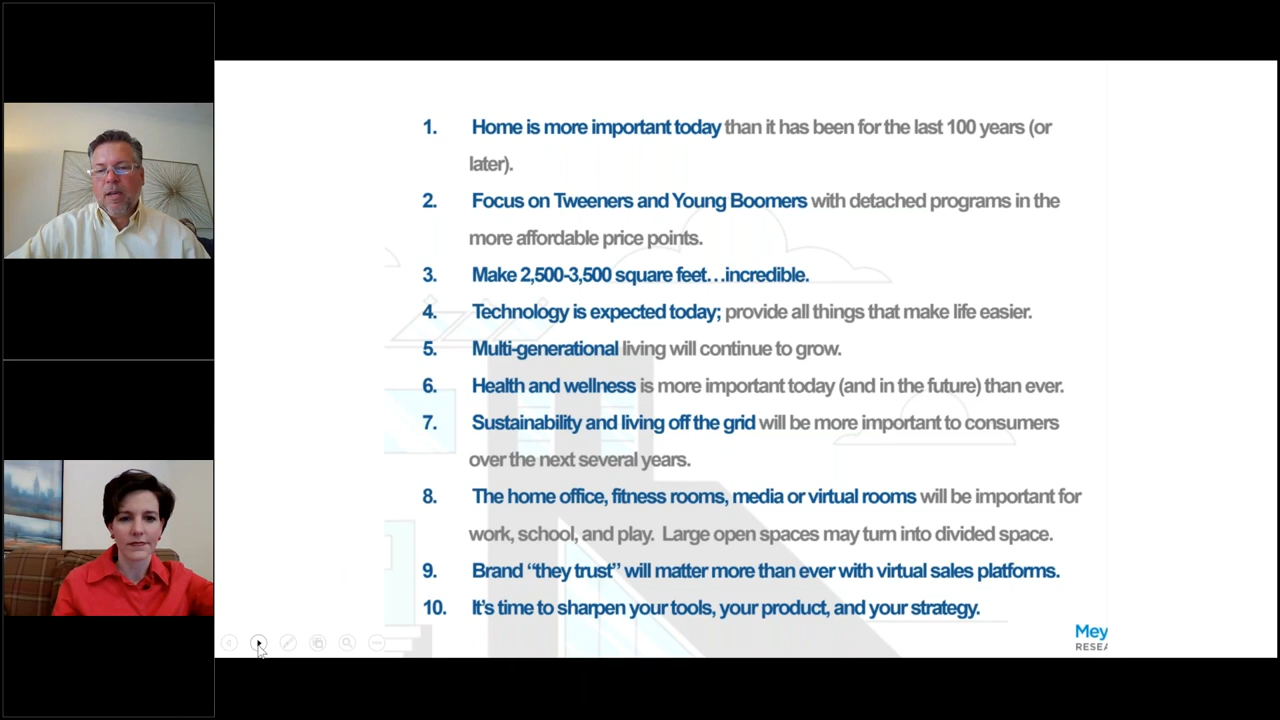 1. Home is more important today than it has been for the last 100 years (or
later).
2. Focus on Tweeners and Young Boomers with detached programs in the
more affordable price points.
3. Make 2,500-3,500 square feet…incredible.
4. Technology is expected today; provide all things that make life easier.
5. Multi-generational living will continue to grow.
6. Health and wellness is more important today (and in the future) than ever.
7. Sustainability and living off the grid will be more important to consumers
over the next several years.
8. The home office, fitness rooms, media or virtual rooms will be important for
work, school, and play. Large open spaces may turn into divided space.
9. Brand “they trust” will matter more than ever with virtual sales platforms.
10. It’s time to sharpen your tools, your product, and your strategy.
Mey
RESEA